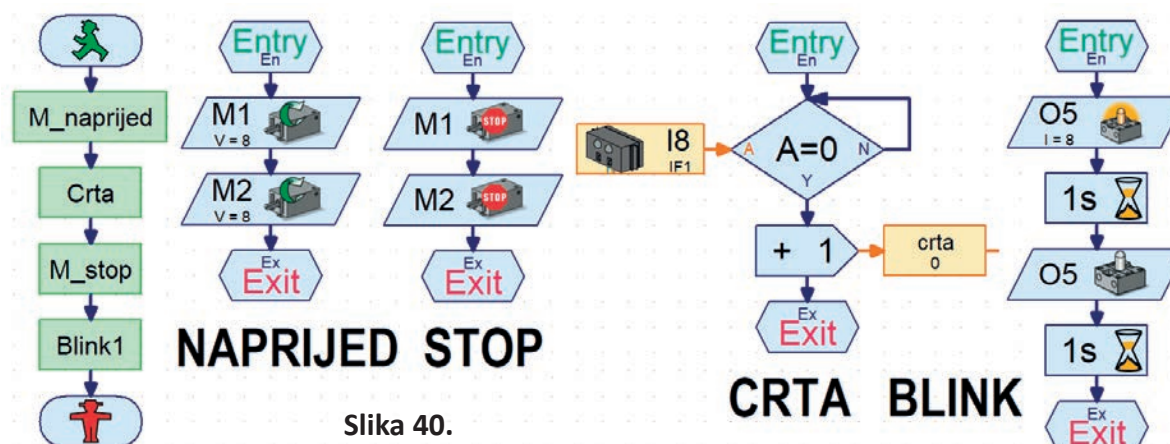 M_naprijed
Crta
M_stop
Blink1
Entry
En
M1
V = 8
M2
V = 8
Ex
Exit
NAPRIJED
Entry
En
M1
STOP
M2
STOP
Ex
Exit
STOP
Slika 40.
I8
IF1
Entry
En
A
A=0
N
Y
+ 1
crta
0
Ex
Exit
CRTA
Entry
En
O5
I = 8
1s
O5
1s
Ex
Exit
BLINK